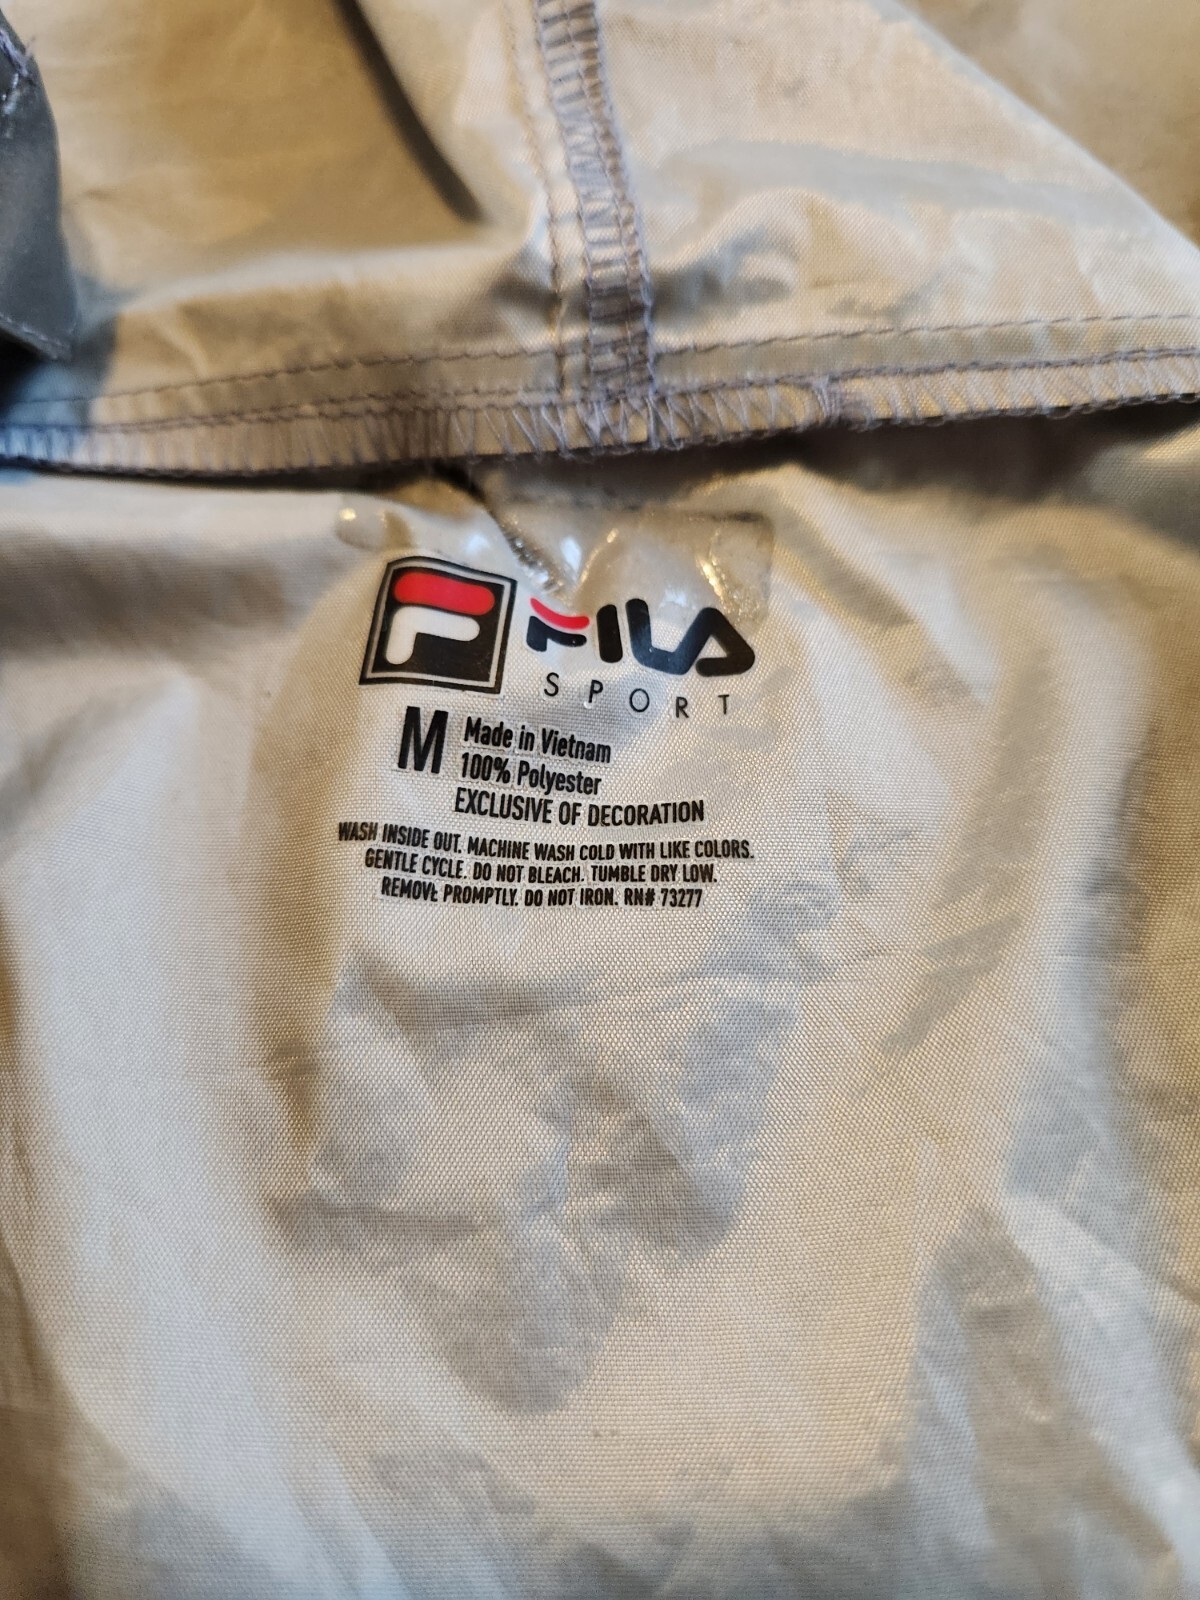 F FILA
SPORT
M Made in Vietnam
100% Polyester
EXCLUSIVE OF DECORATION
WASH INSIDE OUT. MACHINE WASH COLD WITH LIKE COLORS.
GENTLE CYCLE. DO NOT BLEACH. TUMBLE DRY LOW.
REMOVE PROMPTLY. DO NOT IRON. RN# 73277